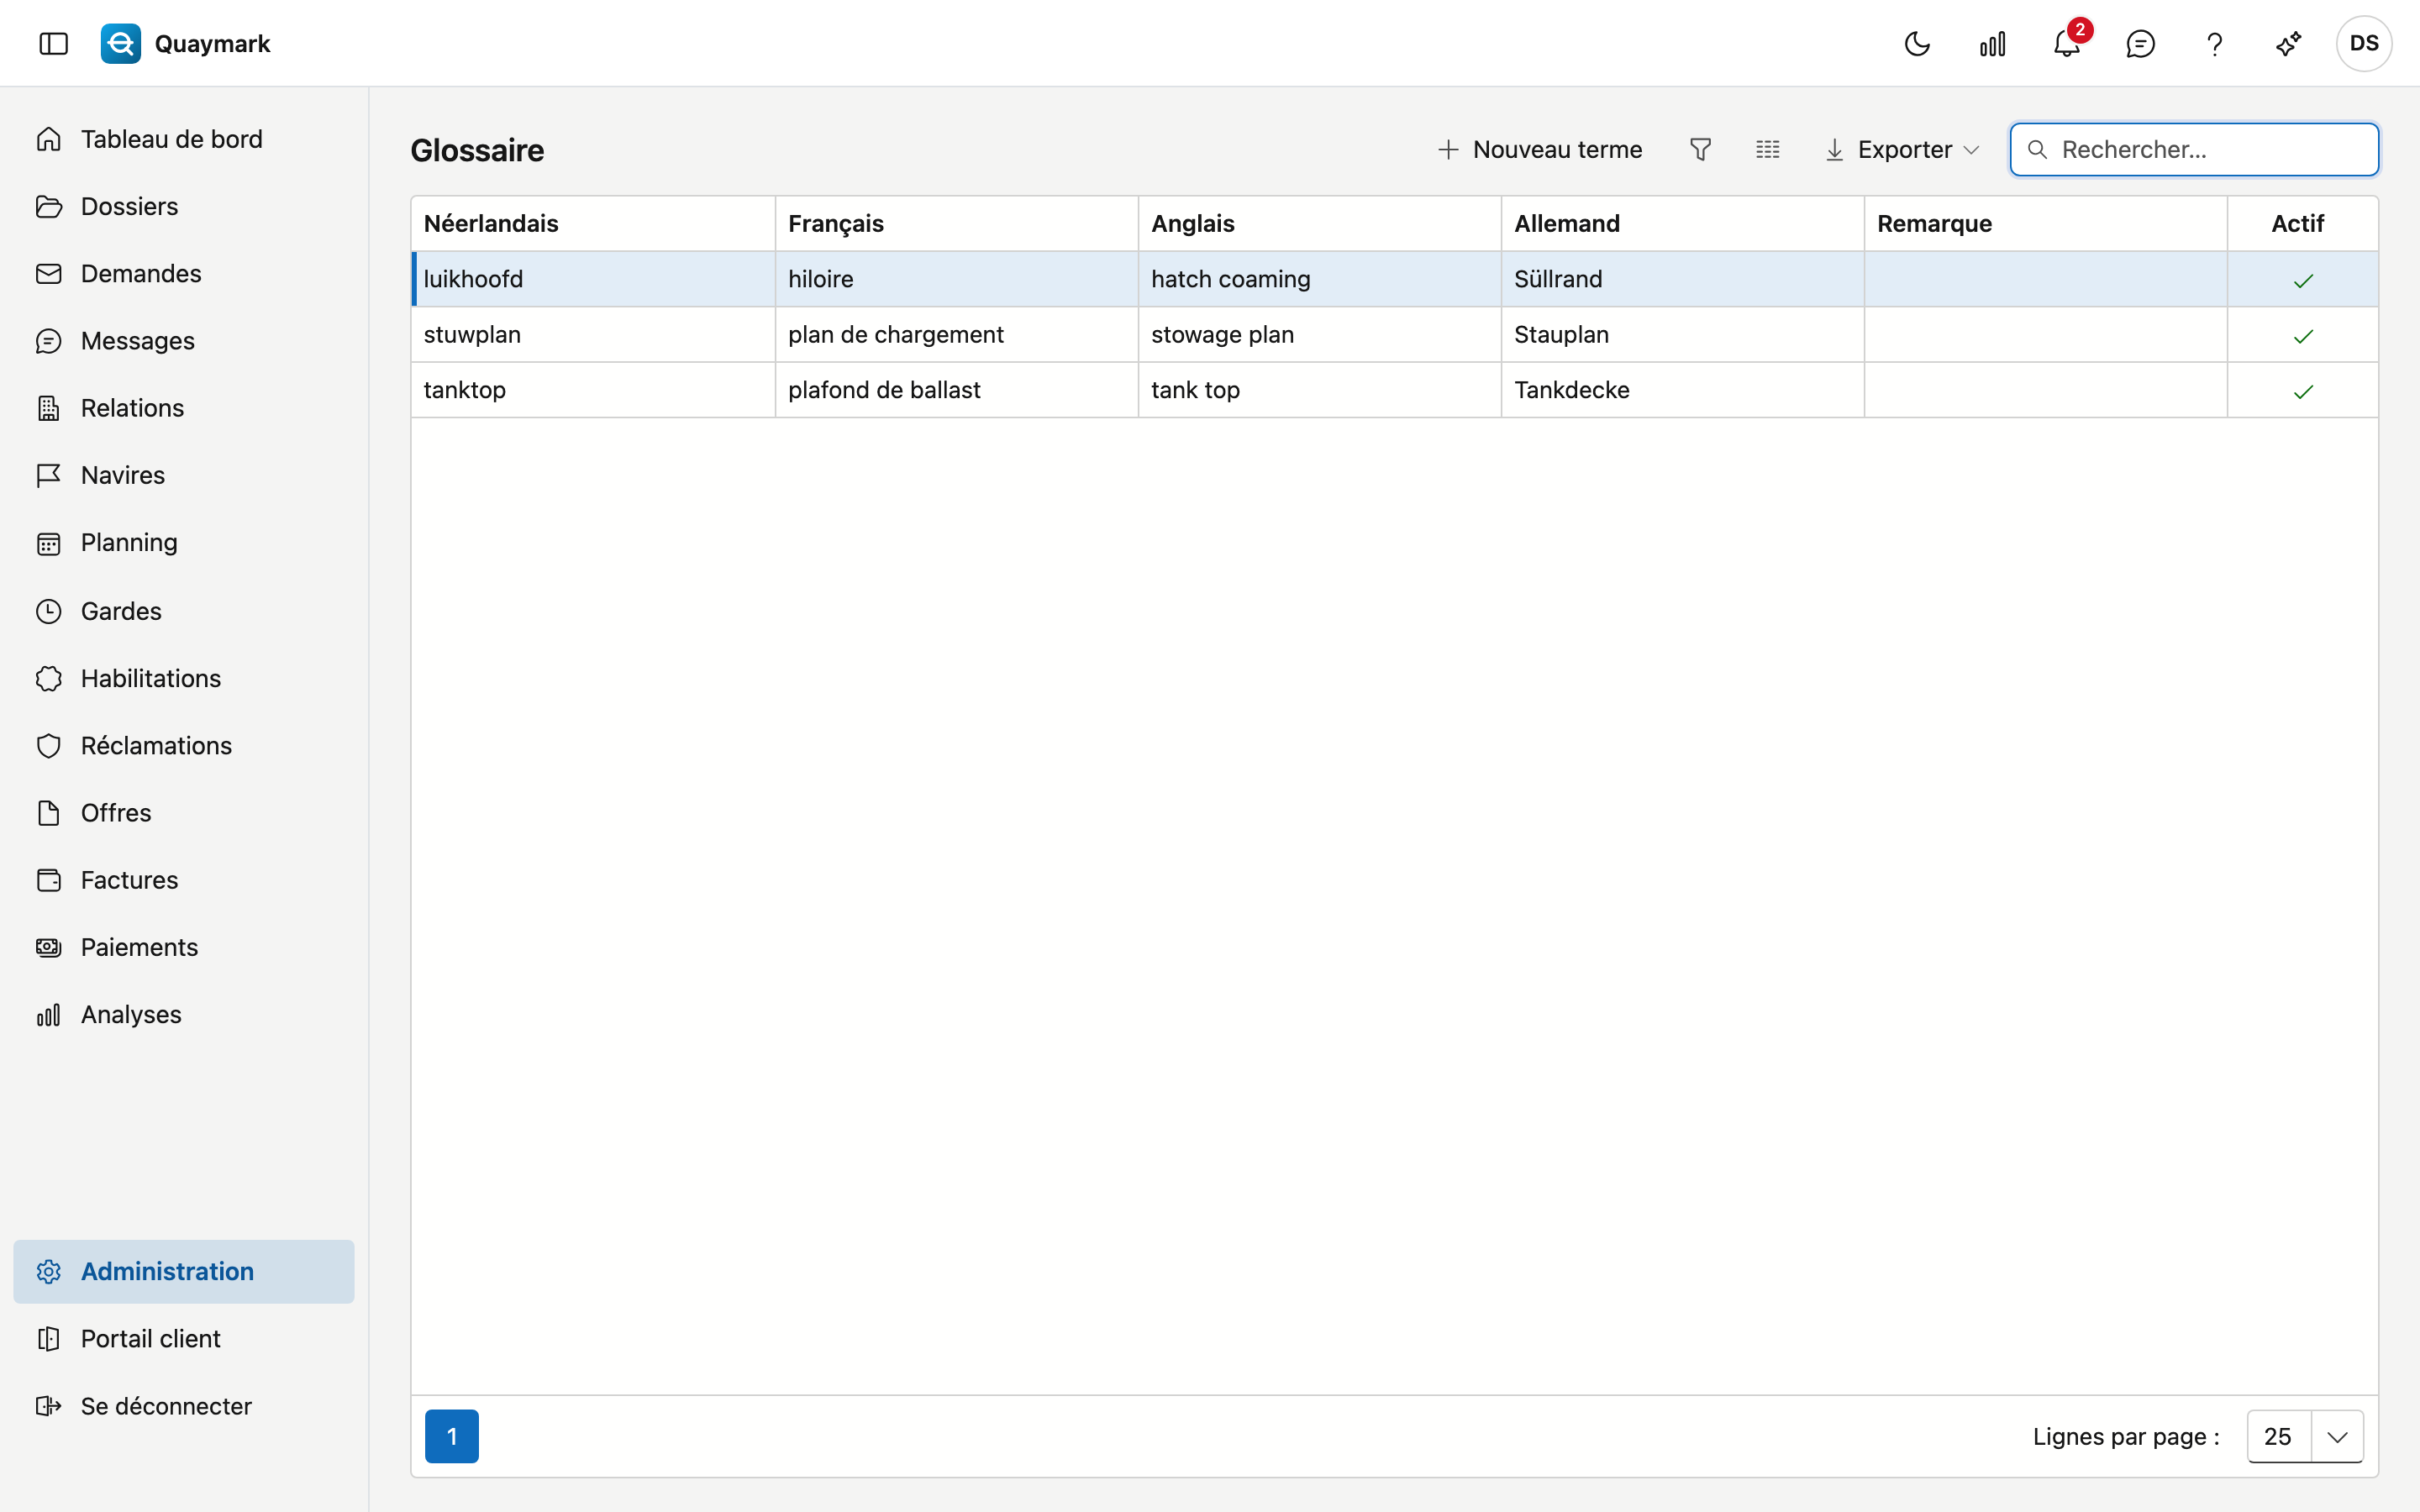 Quaymark
2
DS
Tableau de bord
Dossiers
Demandes
Messages
Relations
Navires
Planning
Gardes
Habilitations
Réclamations
Offres
Factures
Paiements
Analyses
Administration
Portail client
Se déconnecter
Glossaire
Nouveau terme
Exporter
Rechercher...
Néerlandais Français Anglais Allemand Remarque Actif
luikhoofd hiloire hatch coaming Süllrand
stuwplan plan de chargement stowage plan Stauplan
tanktop plafond de ballast tank top Tankdecke
1
Lignes par page : 25